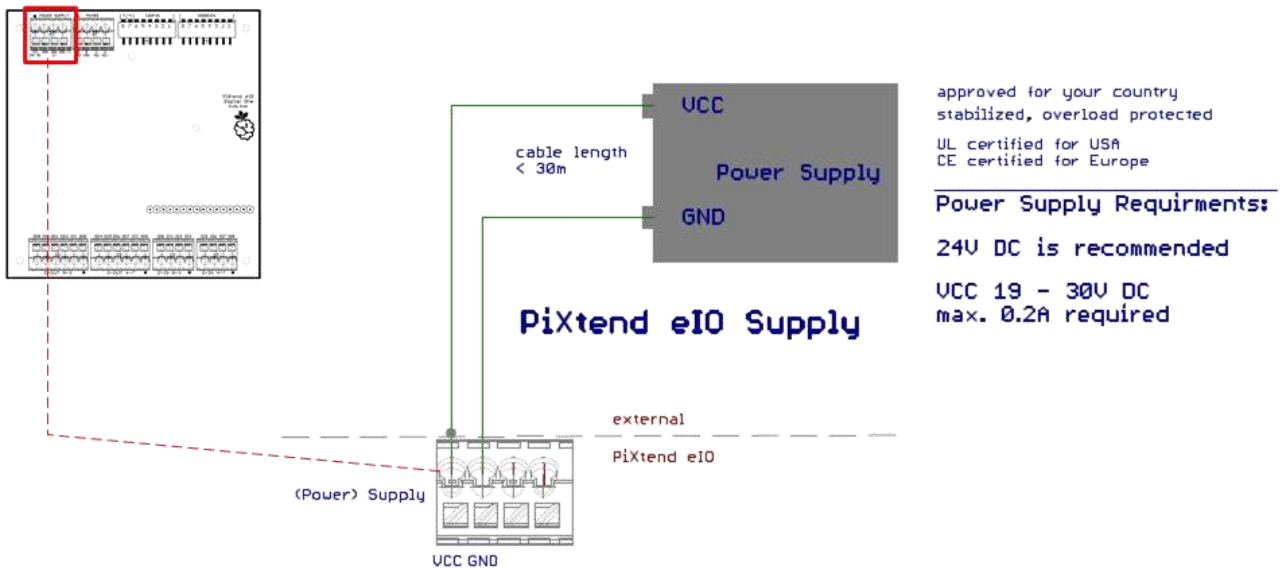 POWER SUPPLY
VCC
Power Supply
GND
cable length
< 30m
approved for your country
stabilized, overload protected
UL certified for USA
CE certified for Europe
Power Supply Requirments:
24V DC is recommended
VCC 19 - 30V DC
max. 0.2A required
PiXtend eIO Supply
external
PiXtend eIO
(Power) Supply
VCC GND